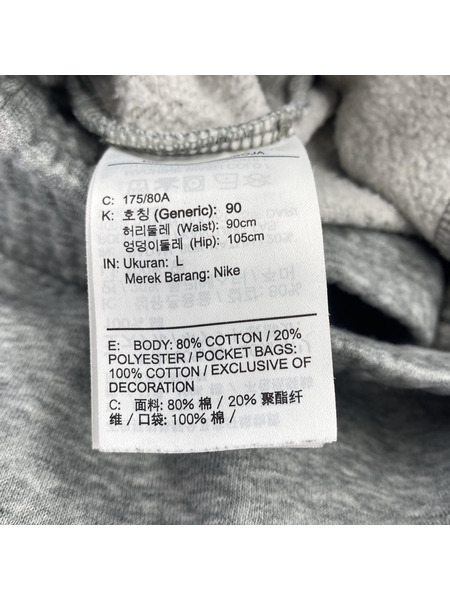 C: 175/80A
K: 호칭 (Generic): 90
허리둘레 (Waist): 90cm
엉덩이둘레 (Hip): 105cm
IN: Ukuran: L
Merek Barang: Nike
E: BODY: 80% COTTON / 20%
POLYESTER / POCKET BAGS:
100% COTTON / EXCLUSIVE OF
DECORATION
C: 面料: 80% 棉 / 20% 聚酯纤
维 / 口袋: 100% 棉 /